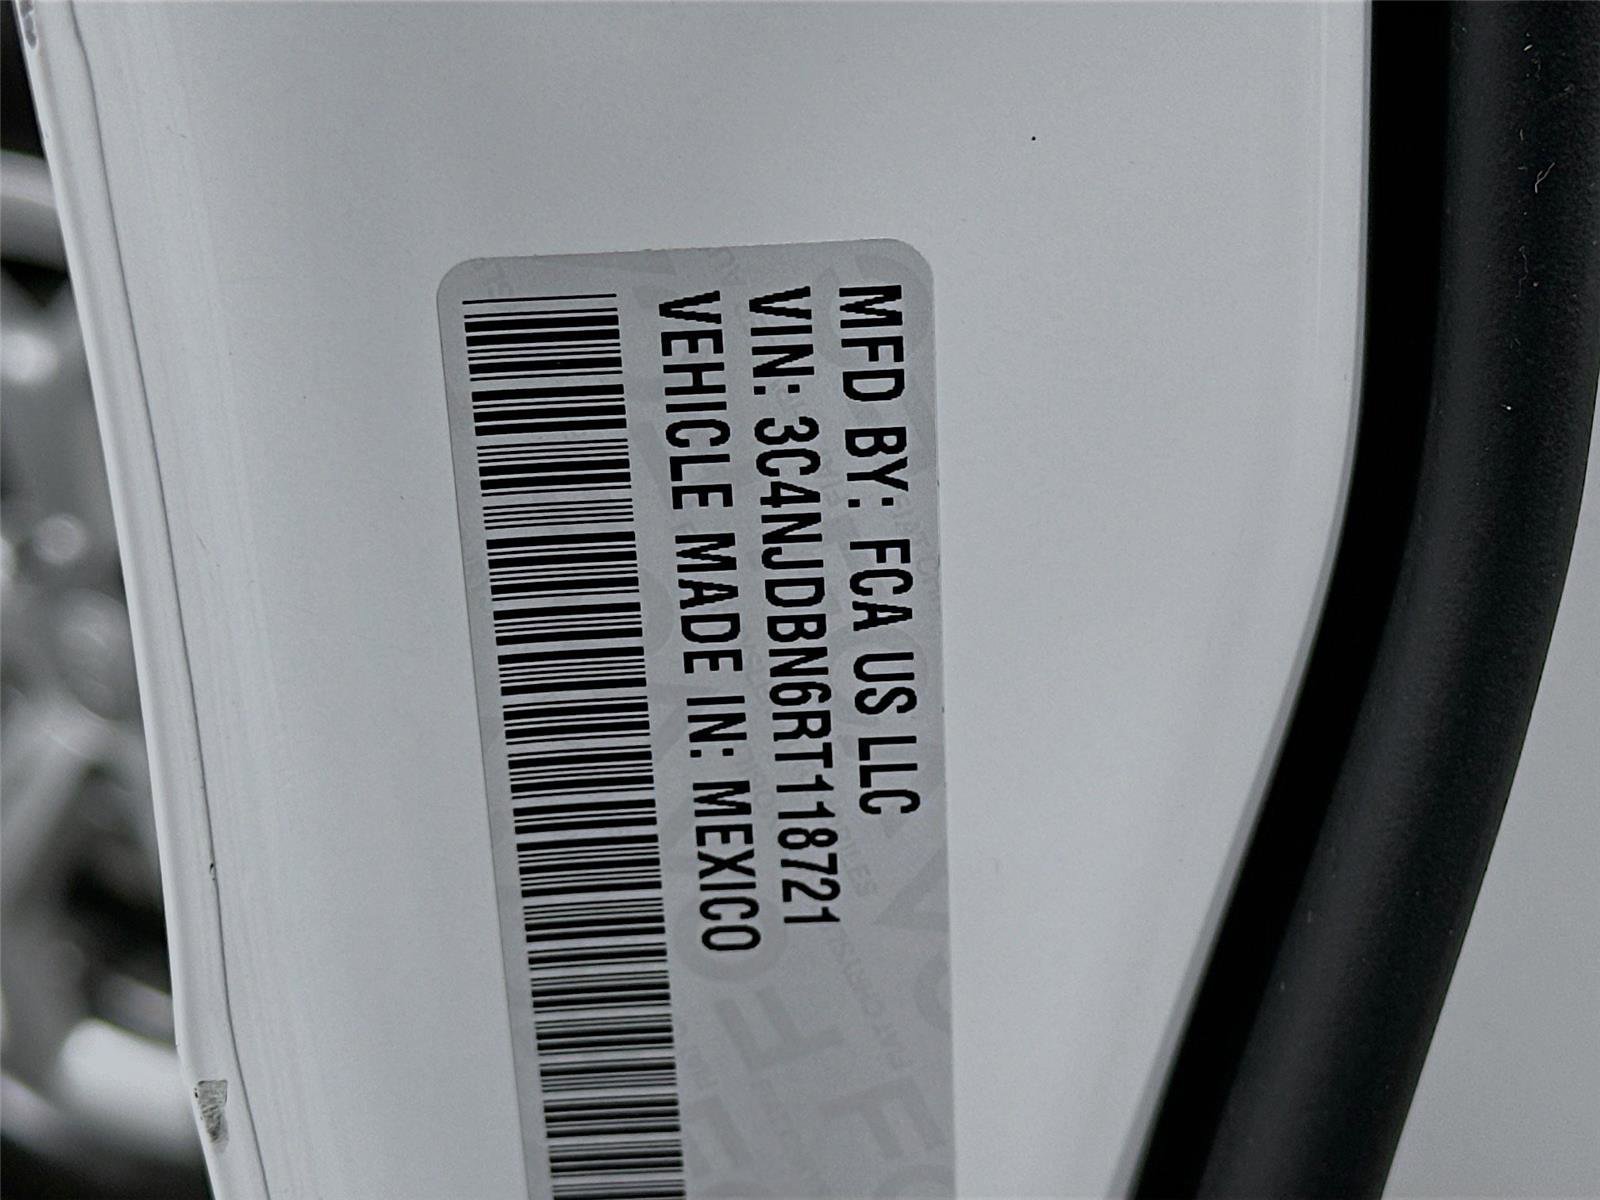 MFD BY: FCA US LLC
VIN: 3C4NJDBN6RT118721
VEHICLE MADE IN: MEXICO